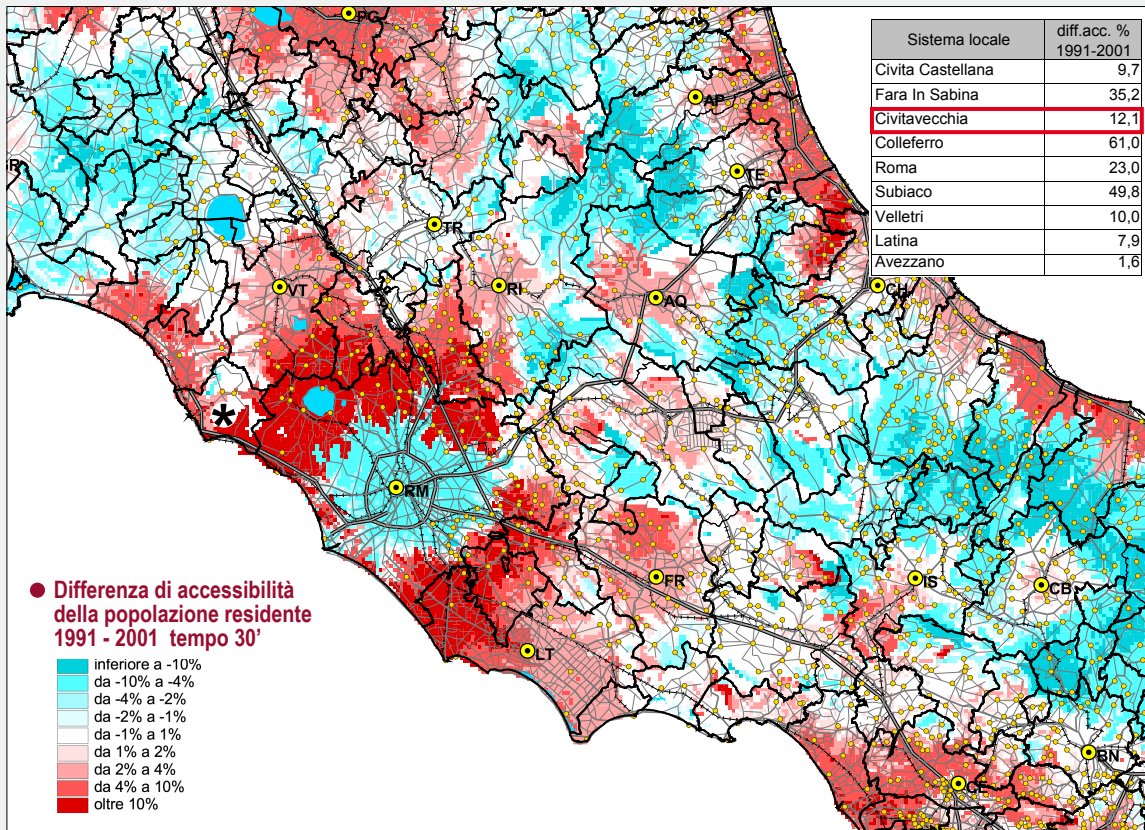 PG
Sistema locale diff.acc. % 1991-2001
Civita Castellana 9,7
Fara In Sabina 35,2
Civitavecchia 12,1
Colleferro 61,0
Roma 23,0
Subiaco 49,8
Velletri 10,0
Latina 7,9
Avezzano 1,6
AP
TE
GR
TR
VT
RI
AQ
CH
*
RM
FR
IS
CB
LT
BN
CE
● Differenza di accessibilità
della popolazione residente
1991 - 2001 tempo 30'
inferiore a -10%
da -10% a -4%
da -4% a -2%
da -2% a -1%
da -1% a 1%
da 1% a 2%
da 2% a 4%
da 4% a 10%
oltre 10%